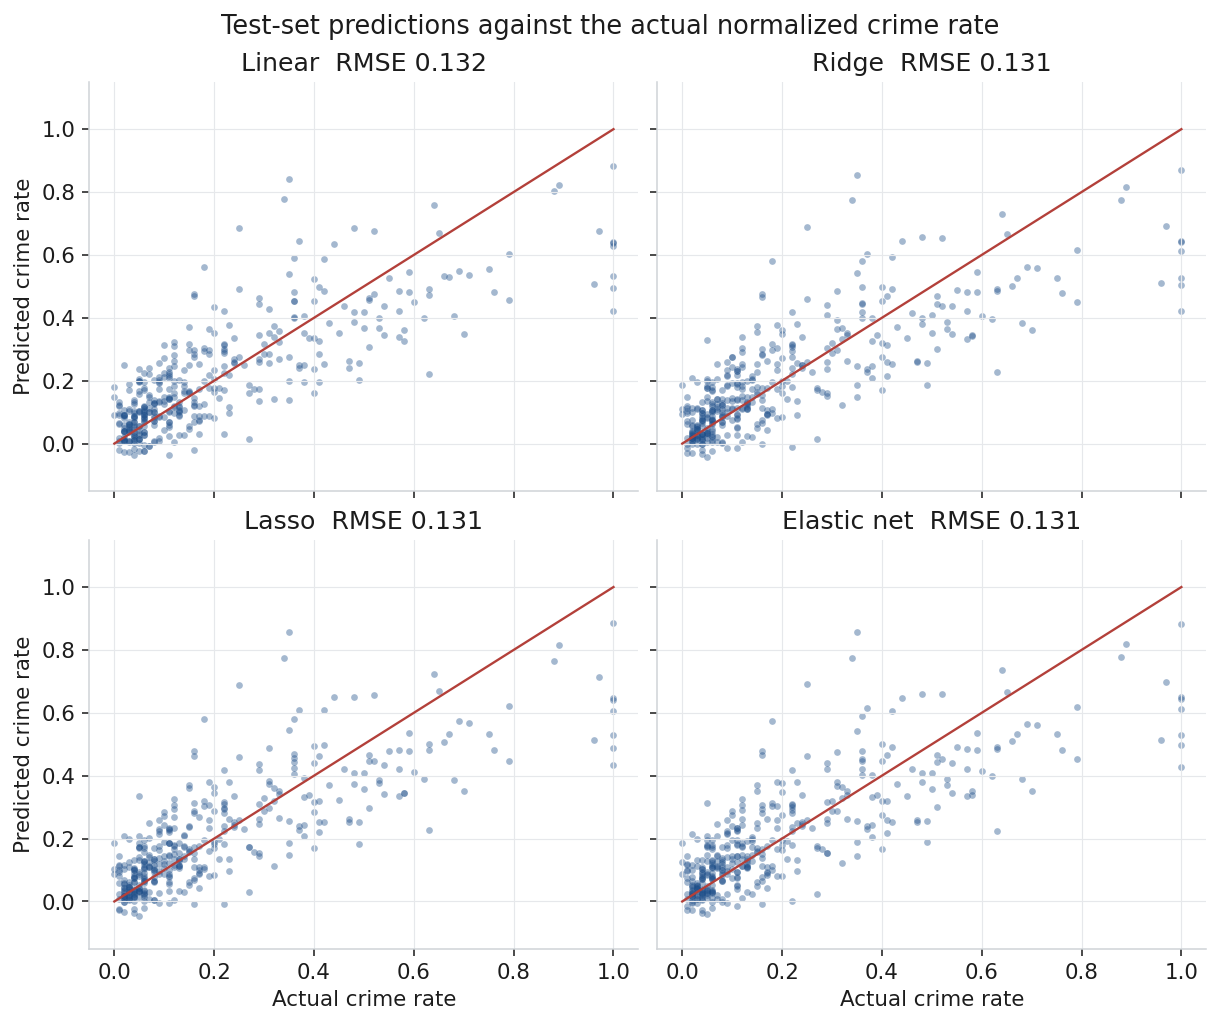 Test-set predictions against the actual normalized crime rate
Linear  RMSE 0.132
Ridge  RMSE 0.131
1.0
0.8
0.6
0.4
0.2
0.0
Predicted crime rate
Lasso  RMSE 0.131
Elastic net  RMSE 0.131
1.0
0.8
0.6
0.4
0.2
0.0
Predicted crime rate
0.0 0.2 0.4 0.6 0.8 1.0
0.0 0.2 0.4 0.6 0.8 1.0
Actual crime rate
Actual crime rate